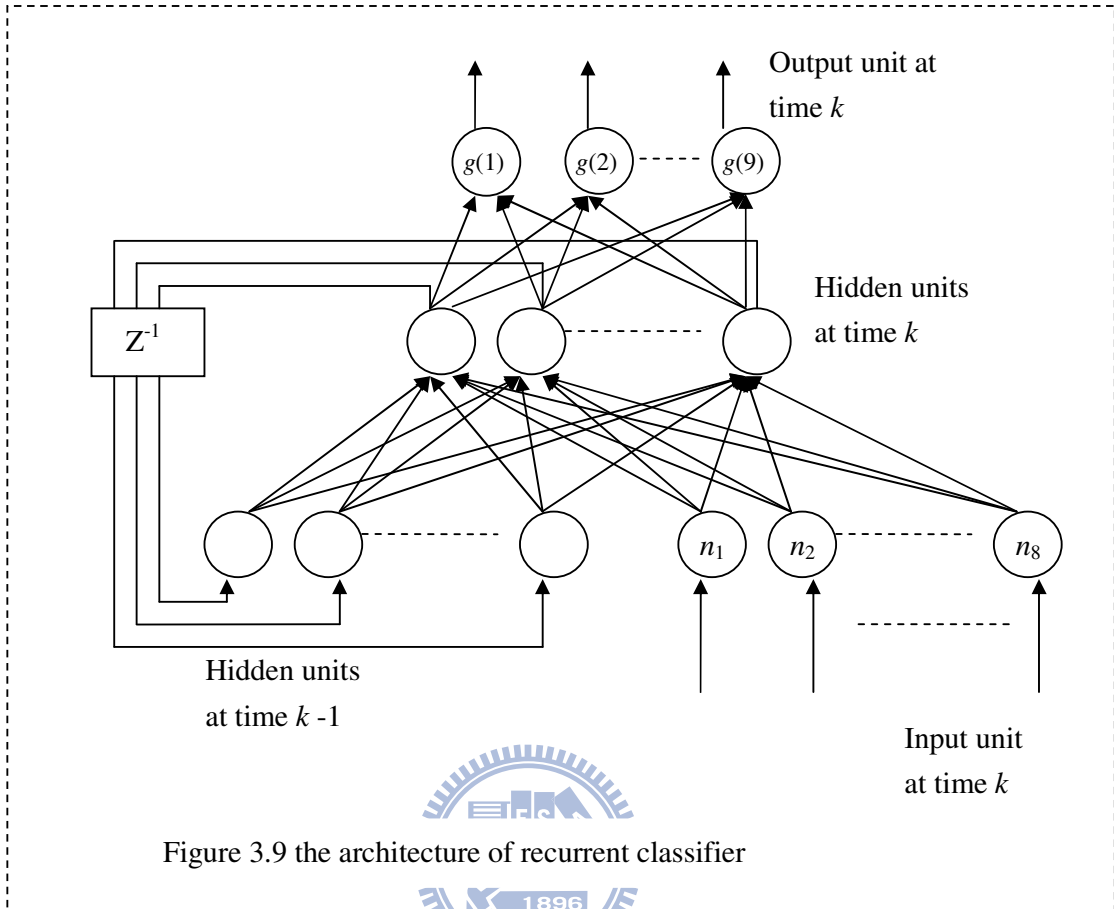 Output unit at
time k
g(1) g(2) g(9)
Hidden units
at time k
Z-1
n1 n2 n8
Hidden units
at time k -1
Input unit
at time k
E S
Figure 3.9 the architecture of recurrent classifier
1896